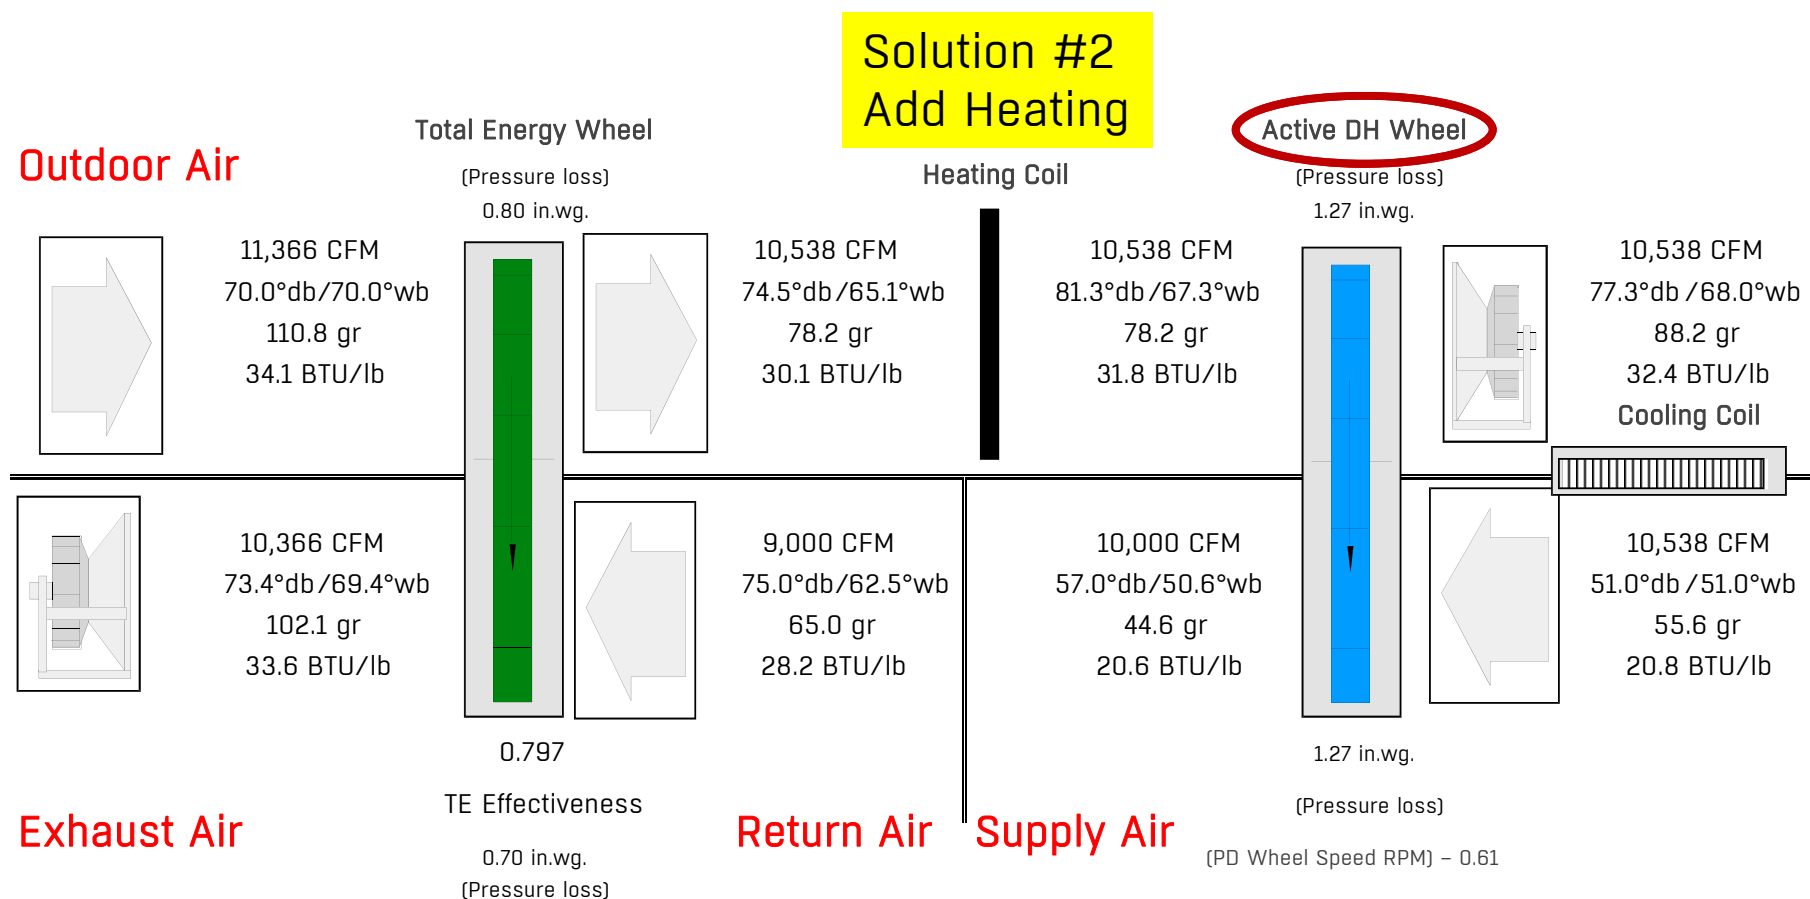 Solution #2
Add Heating
Total Energy Wheel
Active DH Wheel
Outdoor Air
Heating Coil
(Pressure loss)
(Pressure loss)
0.80 in.wg.
1.27 in.wg.
11,366 CFM
70.0°db/70.0°wb
110.8 gr
34.1 BTU/lb
10,538 CFM
74.5°db/65.1°wb
78.2 gr
30.1 BTU/lb
10,538 CFM
81.3°db/67.3°wb
78.2 gr
31.8 BTU/lb
10,538 CFM
77.3°db/68.0°wb
88.2 gr
32.4 BTU/lb
Cooling Coil
10,366 CFM
73.4°db/69.4°wb
102.1 gr
33.6 BTU/lb
9,000 CFM
75.0°db/62.5°wb
65.0 gr
28.2 BTU/lb
10,000 CFM
57.0°db/50.6°wb
44.6 gr
20.6 BTU/lb
10,538 CFM
51.0°db/51.0°wb
55.6 gr
20.8 BTU/lb
0.797
1.27 in.wg.
TE Effectiveness
(Pressure loss)
Exhaust Air
Return Air
Supply Air
0.70 in.wg.
(PD Wheel Speed RPM) – 0.61
(Pressure loss)